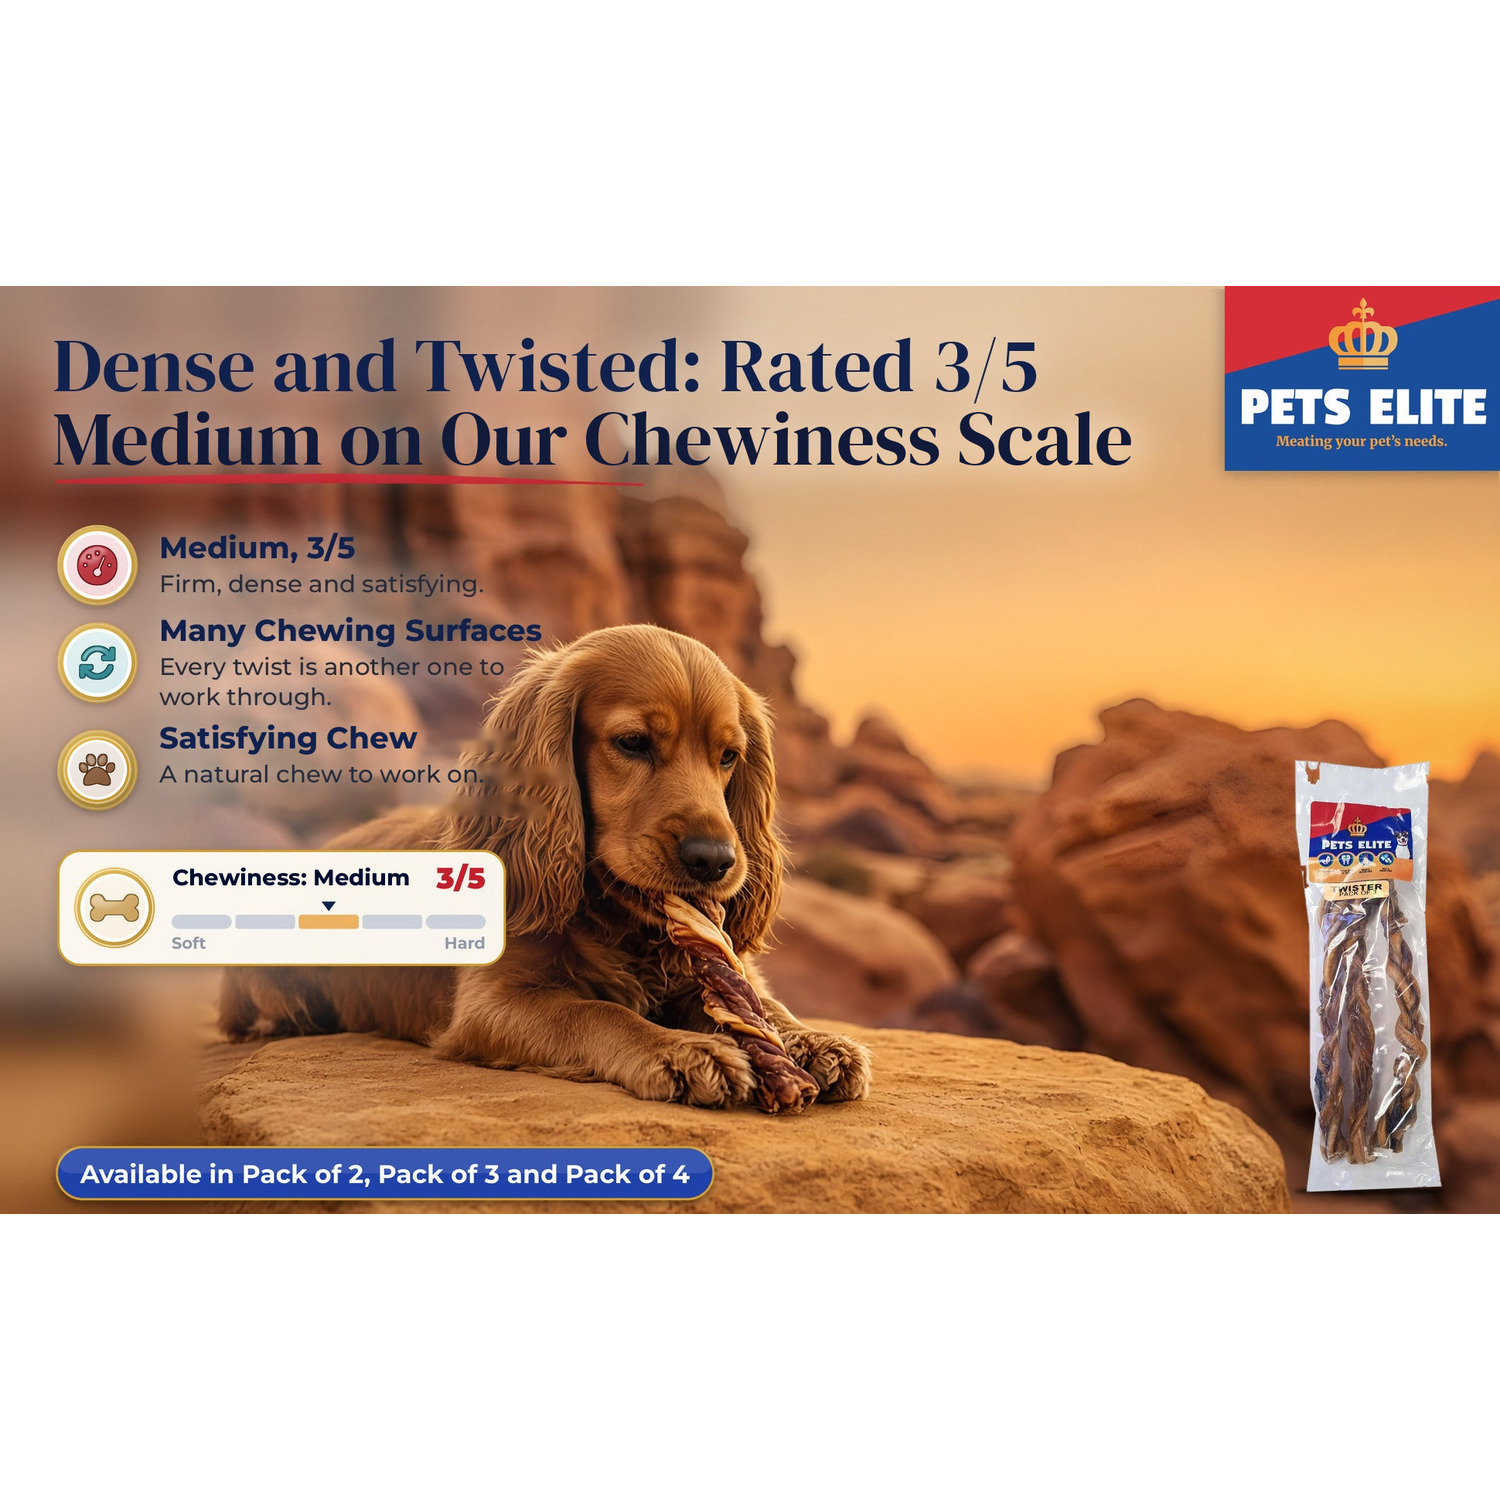 Dense and Twisted: Rated 3/5
Medium on Our Chewiness Scale
PETS ELITE
Meating your pet's needs.
Medium, 3/5
Firm, dense and satisfying.
Many Chewing Surfaces
Every twist is another one to
work through.
Satisfying Chew
A natural chew to work on.
Chewiness: Medium 3/5
Soft Hard
PETS ELITE
TWISTER
PACK OF
Available in Pack of 2, Pack of 3 and Pack of 4